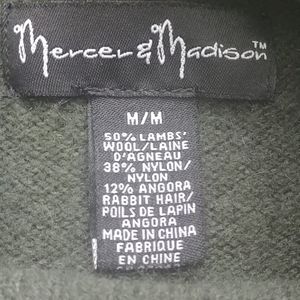 Mercer & Madison™
M/M
50% LAMBS'
WOOL/LAINE
D'AGNEAU
38% NYLON/
NYLON
12% ANGORA
RABBIT HAIR/
POILS DE LAPIN
ANGORA
MADE IN CHINA
FABRIQUE
EN CHINE